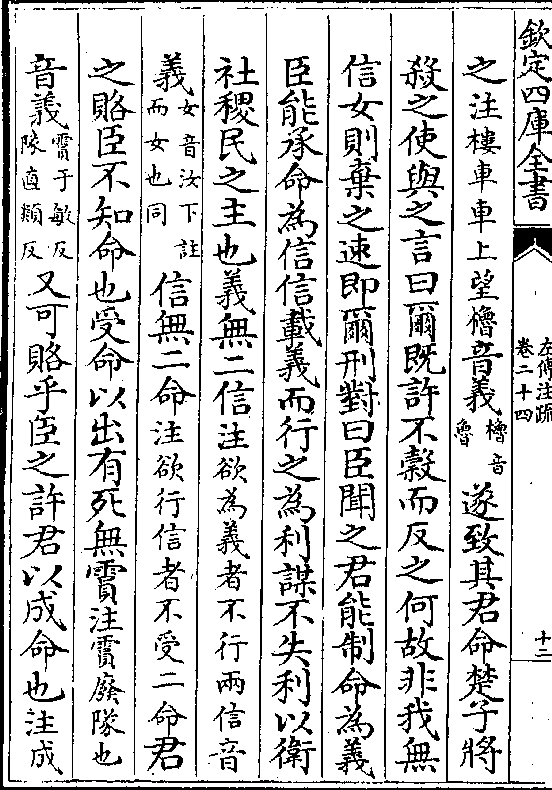 欽定四庫全書
左傳注疏
卷二十四
十二
之注樓車車上望櫓音義櫓音魯遂致其君命楚子將
殺之使與之言曰爾既許不穀而反之何故非我無
信女則棄之速即爾刑對曰臣聞之君能制命為義
臣能承命為信信載義而行之為利謀不失利以衛
社稷民之主也義無二信注欲為義者不行兩信音
義女音汝下註而女也同信無二命注欲行信者不受二命君
之賂臣不知命也受命以出有死無霣注霣廢隊也
音義霣于敏反隊直類反又可賂乎臣之許君以成命也注成